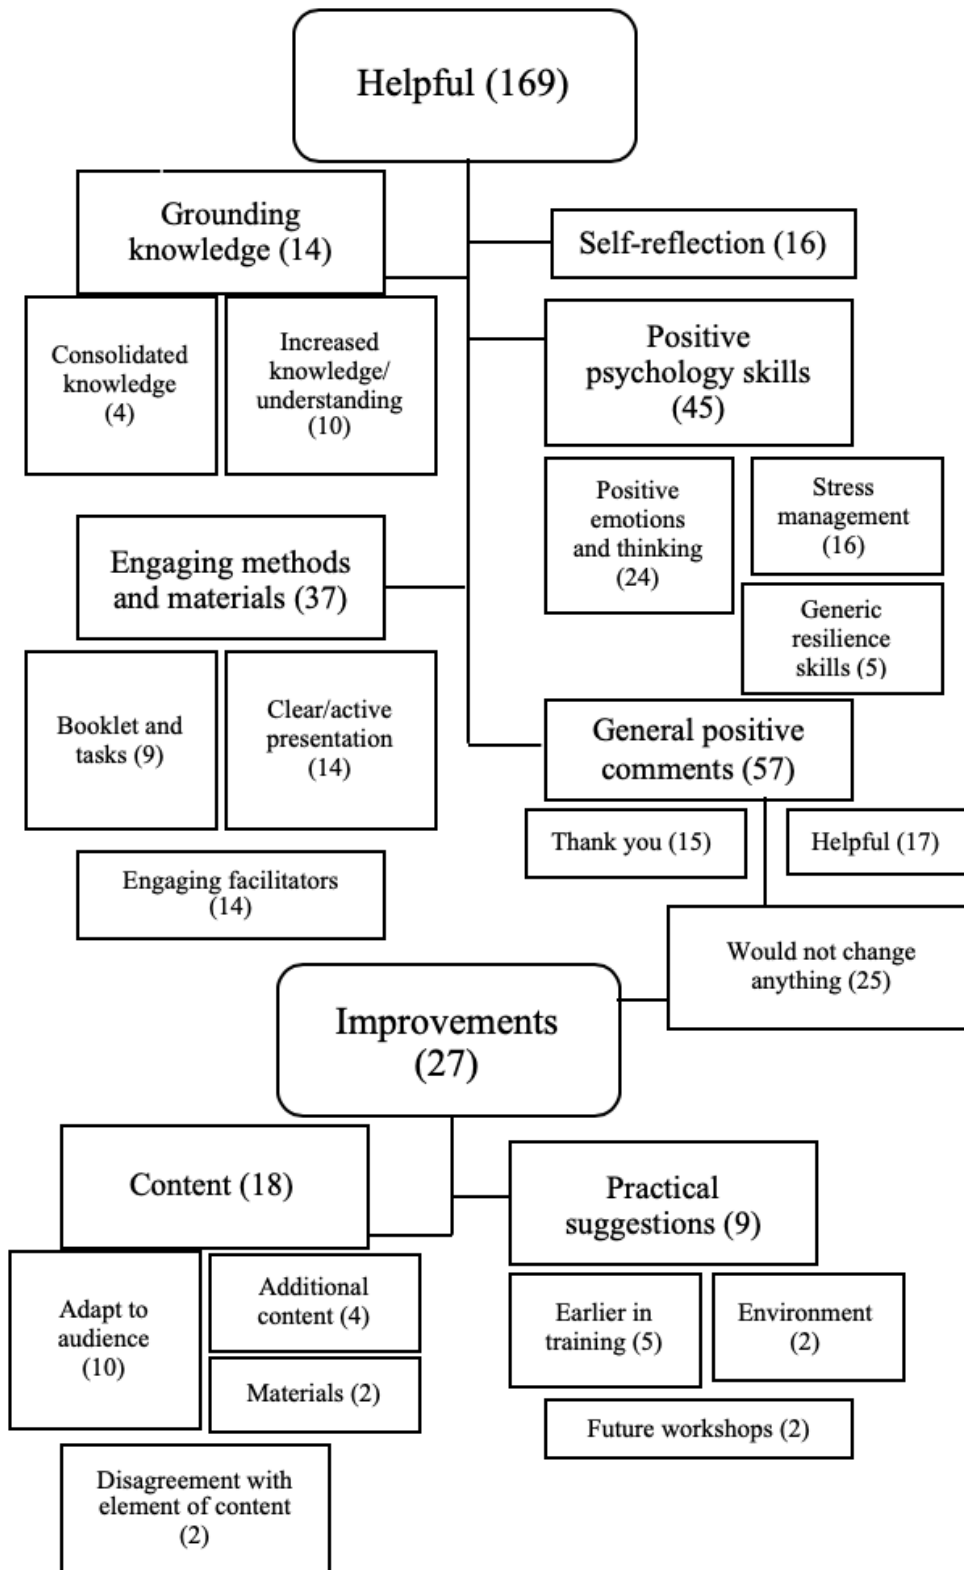 Helpful (169)
Grounding
knowledge (14)
Self-reflection (16)
Consolidated
knowledge
(4)
Increased
knowledge/
understanding
(10)
Positive
psychology skills
(45)
Positive
emotions
and thinking
(24)
Stress
management
(16)
Generic
resilience
skills (5)
Engaging methods
and materials (37)
Booklet and
tasks (9)
Clear/active
presentation
(14)
Engaging facilitators
(14)
General positive
comments (57)
Thank you (15)
Helpful (17)
Would not change
anything (25)
Improvements
(27)
Content (18)
Adapt to
audience
(10)
Additional
content (4)
Materials (2)
Disagreement with
element of content
(2)
Practical
suggestions (9)
Earlier in
training (5)
Environment
(2)
Future workshops (2)